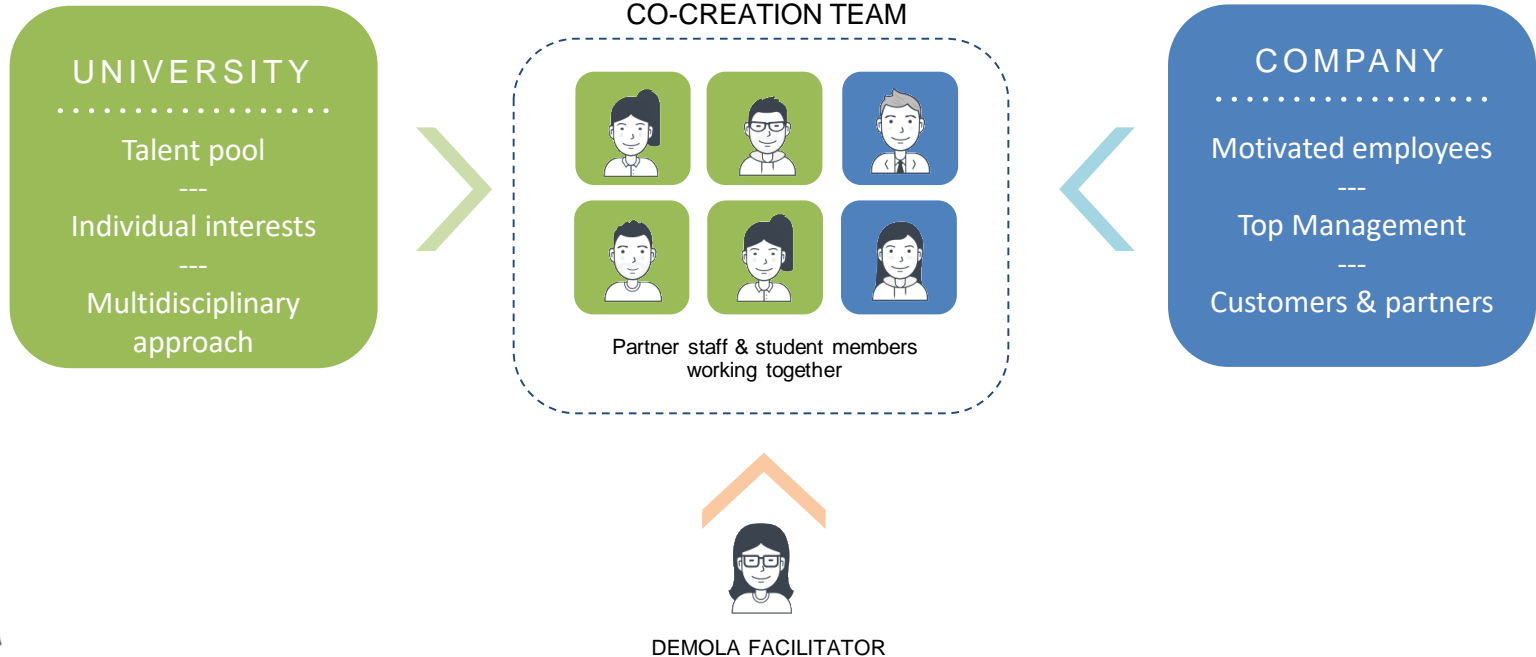 UNIVERSITY
Talent pool
---
Individual interests
---
Multidisciplinary
approach
CO-CREATION TEAM
Partner staff & student members
working together
COMPANY
Motivated employees
---
Top Management
---
Customers & partners
DEMOLA FACILITATOR